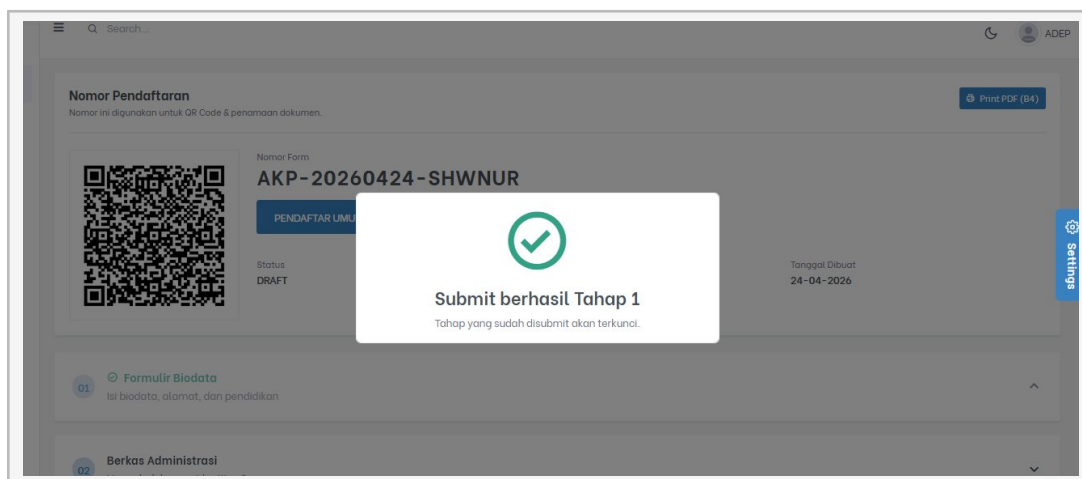 Search...
ADEP
Nomor Pendaftaran
Nomor ini digunakan untuk QR Code & penamaan dokumen.
Print PDF (B4)
Nomor Form
AKP-20260424-SHWNUR
PENDAFTAR UMU
Status
DRAFT
Tanggal Dibuat
24-04-2026
Settings
Submit berhasil Tahap 1
Tahap yang sudah disubmit akan terkunci.
01
Formulir Biodata
Isi biodata, alamat, dan pendidikan
02
Berkas Administrasi